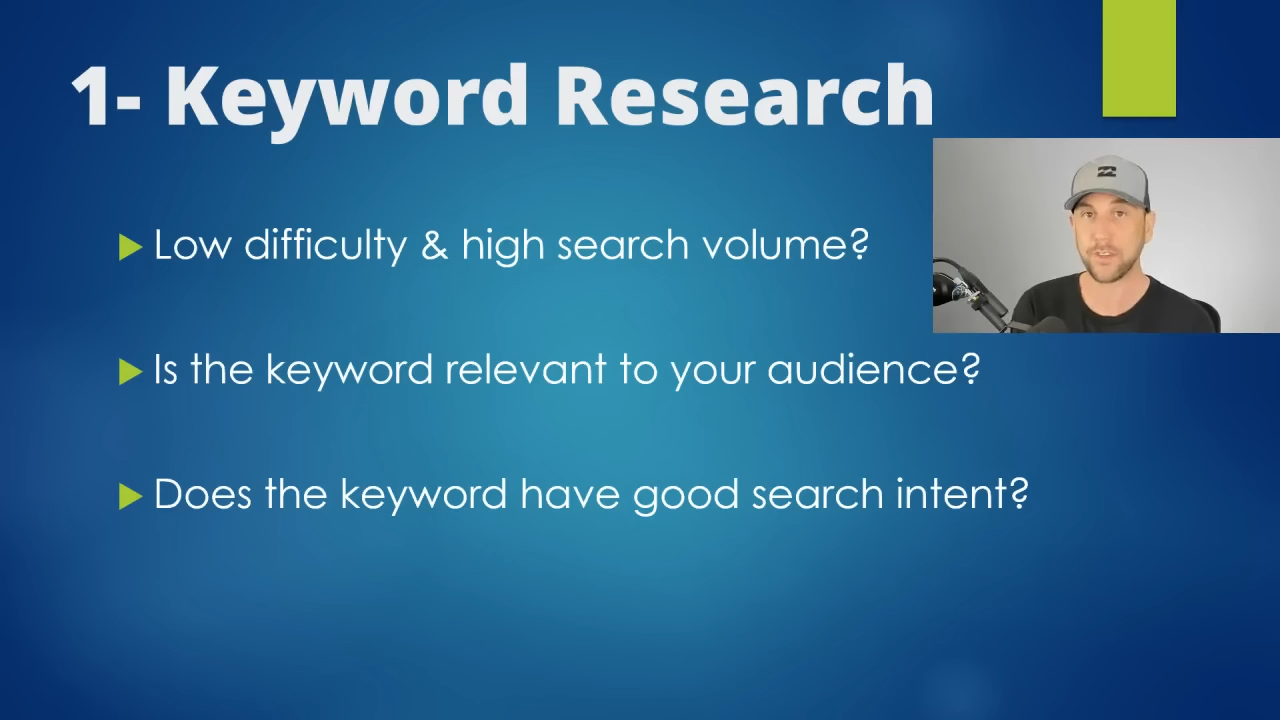 1- Keyword Research
Low difficulty & high search volume?
Is the keyword relevant to your audience?
Does the keyword have good search intent?